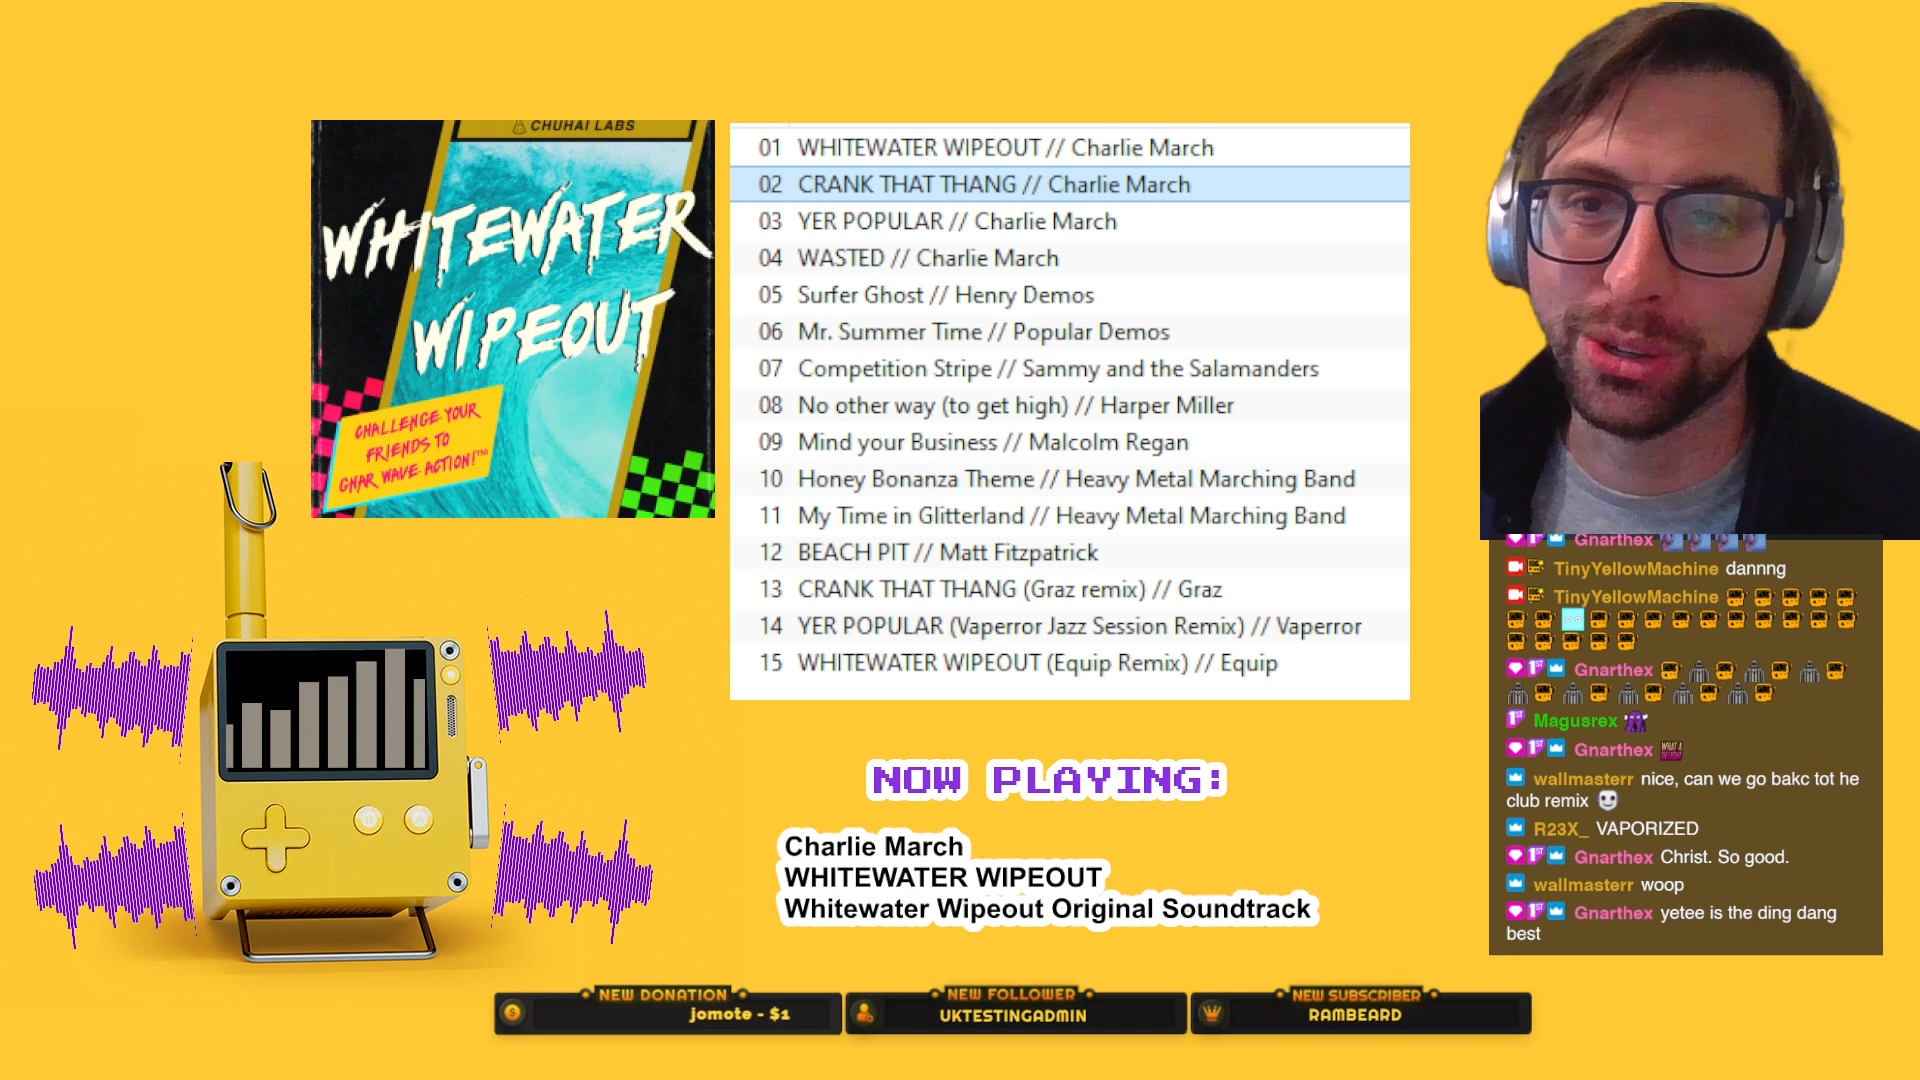 CHUHAI LABS
WHITEWATER
WIPEOUT
CHALLENGE YOUR
FRIENDS TO
GNAR WAVE ACTION!™
01 WHITEWATER WIPEOUT // Charlie March
02 CRANK THAT THANG // Charlie March
03 YER POPULAR // Charlie March
04 WASTED // Charlie March
05 Surfer Ghost // Henry Demos
06 Mr. Summer Time // Popular Demos
07 Competition Stripe // Sammy and the Salamanders
08 No other way (to get high) // Harper Miller
09 Mind your Business // Malcolm Regan
10 Honey Bonanza Theme // Heavy Metal Marching Band
11 My Time in Glitterland // Heavy Metal Marching Band
12 BEACH PIT // Matt Fitzpatrick
13 CRANK THAT THANG (Graz remix) // Graz
14 YER POPULAR (Vaperror Jazz Session Remix) // Vaperror
15 WHITEWATER WIPEOUT (Equip Remix) // Equip
B A
NOW PLAYING:
Charlie March
WHITEWATER WIPEOUT
Whitewater Wipeout Original Soundtrack
Gnarthex
TinyYellowMachine dannng
TinyYellowMachine
1ST Gnarthex
1ST Magusrex
1ST Gnarthex
wallmasterr nice, can we go bakc tot he
club remix
R23X_ VAPORIZED
1ST Gnarthex Christ. So good.
wallmasterr woop
1ST Gnarthex yetee is the ding dang
best
NEW DONATION
jomote - $1
NEW FOLLOWER
UKTESTINGADMIN
NEW SUBSCRIBER
RAMBEARD